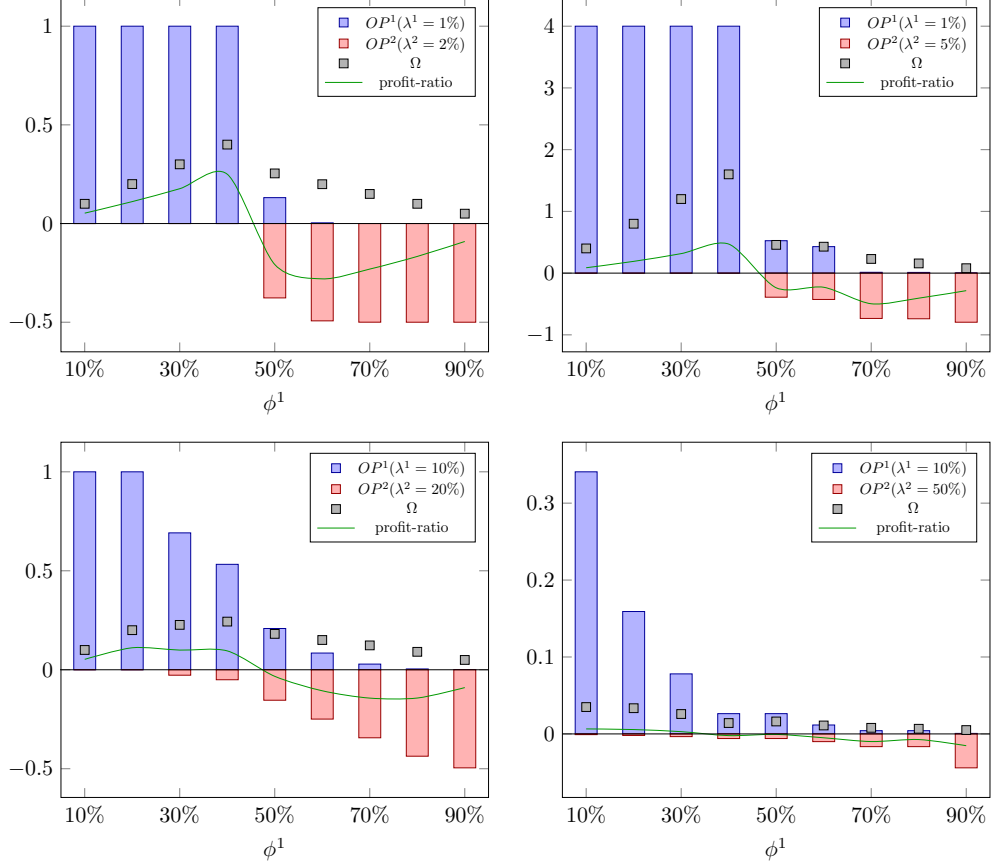 1
0.5
0
−0.5
10% 30% 50% 70% 90%
ϕ¹
OP¹(λ¹ = 1%)
OP²(λ² = 2%)
Ω
profit-ratio
4
3
2
1
0
−1
10% 30% 50% 70% 90%
ϕ¹
OP¹(λ¹ = 1%)
OP²(λ² = 5%)
Ω
profit-ratio
1
0.5
0
−0.5
10% 30% 50% 70% 90%
ϕ¹
OP¹(λ¹ = 10%)
OP²(λ² = 20%)
Ω
profit-ratio
0.3
0.2
0.1
0
10% 30% 50% 70% 90%
ϕ¹
OP¹(λ¹ = 10%)
OP²(λ² = 50%)
Ω
profit-ratio